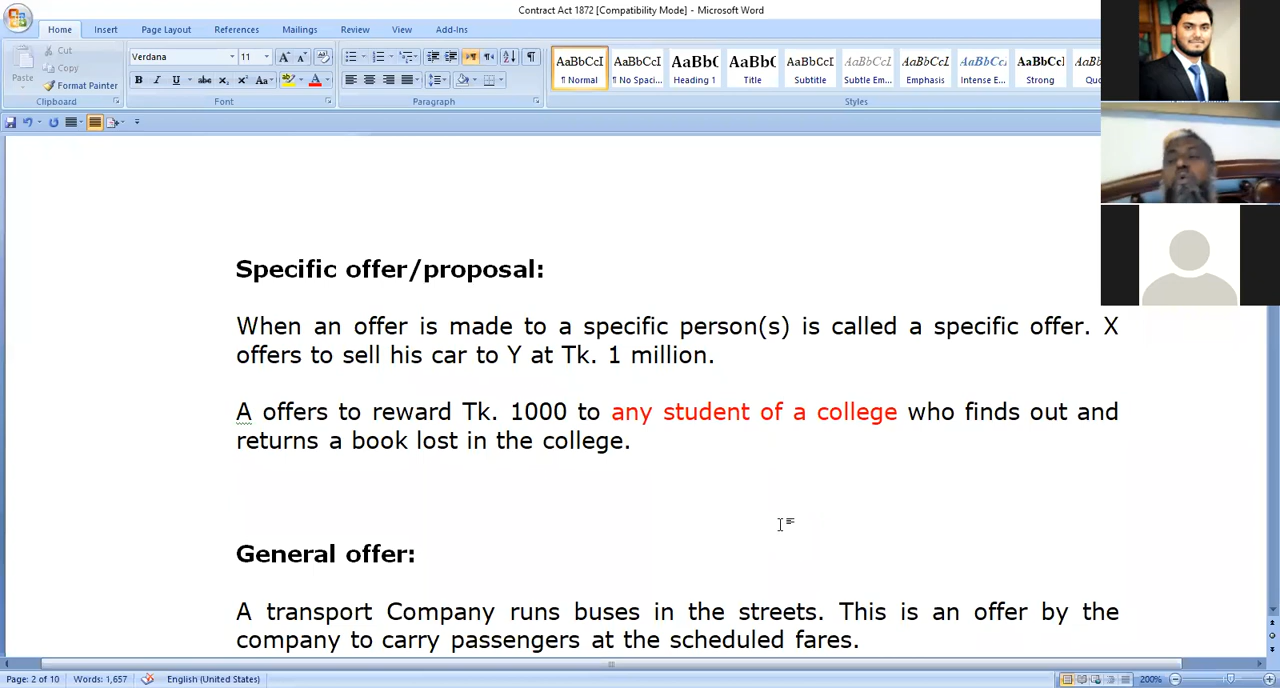 Contract Act 1872 [Compatibility Mode] - Microsoft Word
Home Insert Page Layout References Mailings Review View Add-Ins
Cut
Copy
Paste
Format Painter
Clipboard
Verdana 11
Font
Paragraph
AaBbCcI AaBbCcI AaBbC AaBb( AaBbCcI AaBbCcL AaBbCcL AaBbCcL AaBbCcI
¶ Normal ¶ No Spaci... Heading 1 Title Subtitle Subtle Em... Emphasis Intense E... Strong
Styles
Specific offer/proposal:
When an offer is made to a specific person(s) is called a specific offer. X
offers to sell his car to Y at Tk. 1 million.
A offers to reward Tk. 1000 to any student of a college who finds out and
returns a book lost in the college.
General offer:
A transport Company runs buses in the streets. This is an offer by the
company to carry passengers at the scheduled fares.
Page: 2 of 10 Words: 1,657 English (United States) 200%